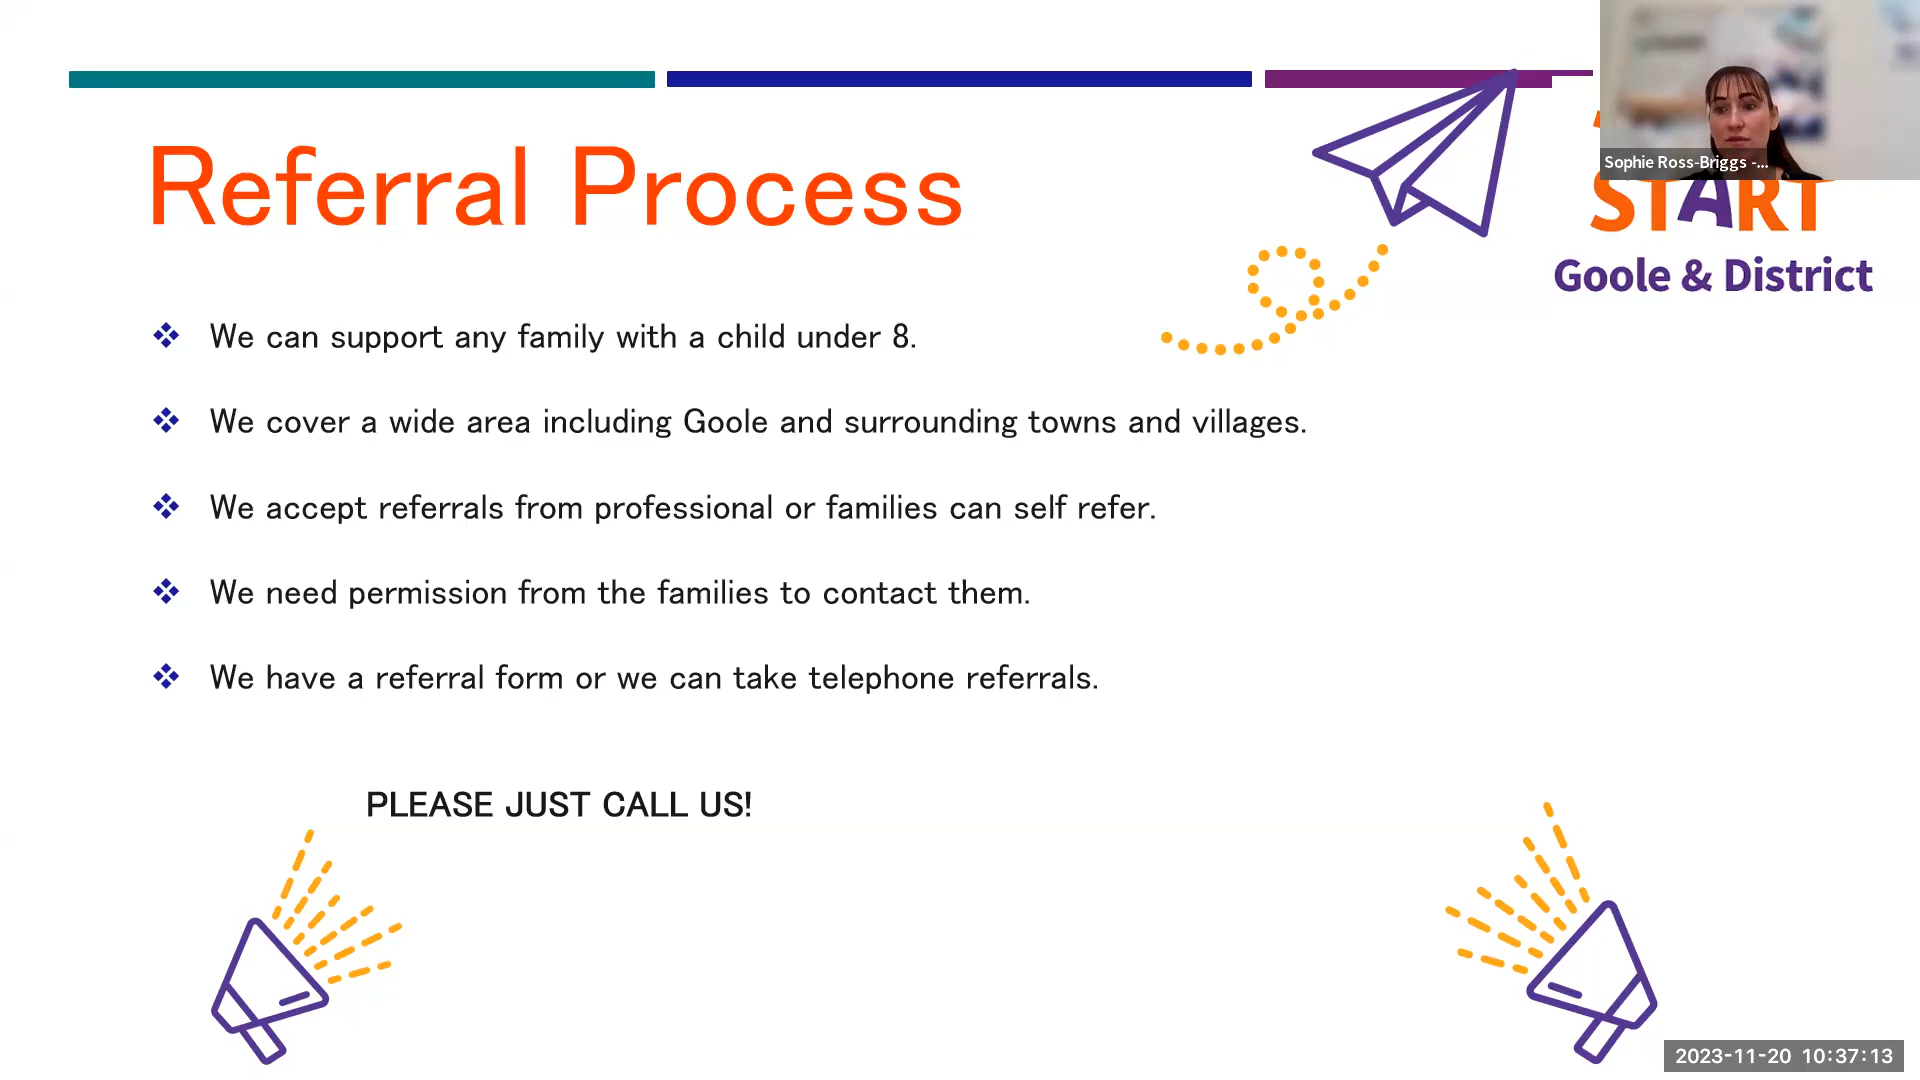 Sophie Ross-Briggs -...
START
Goole & District
Referral Process
We can support any family with a child under 8.
We cover a wide area including Goole and surrounding towns and villages.
We accept referrals from professional or families can self refer.
We need permission from the families to contact them.
We have a referral form or we can take telephone referrals.
PLEASE JUST CALL US!
2023-11-20 10:37:13